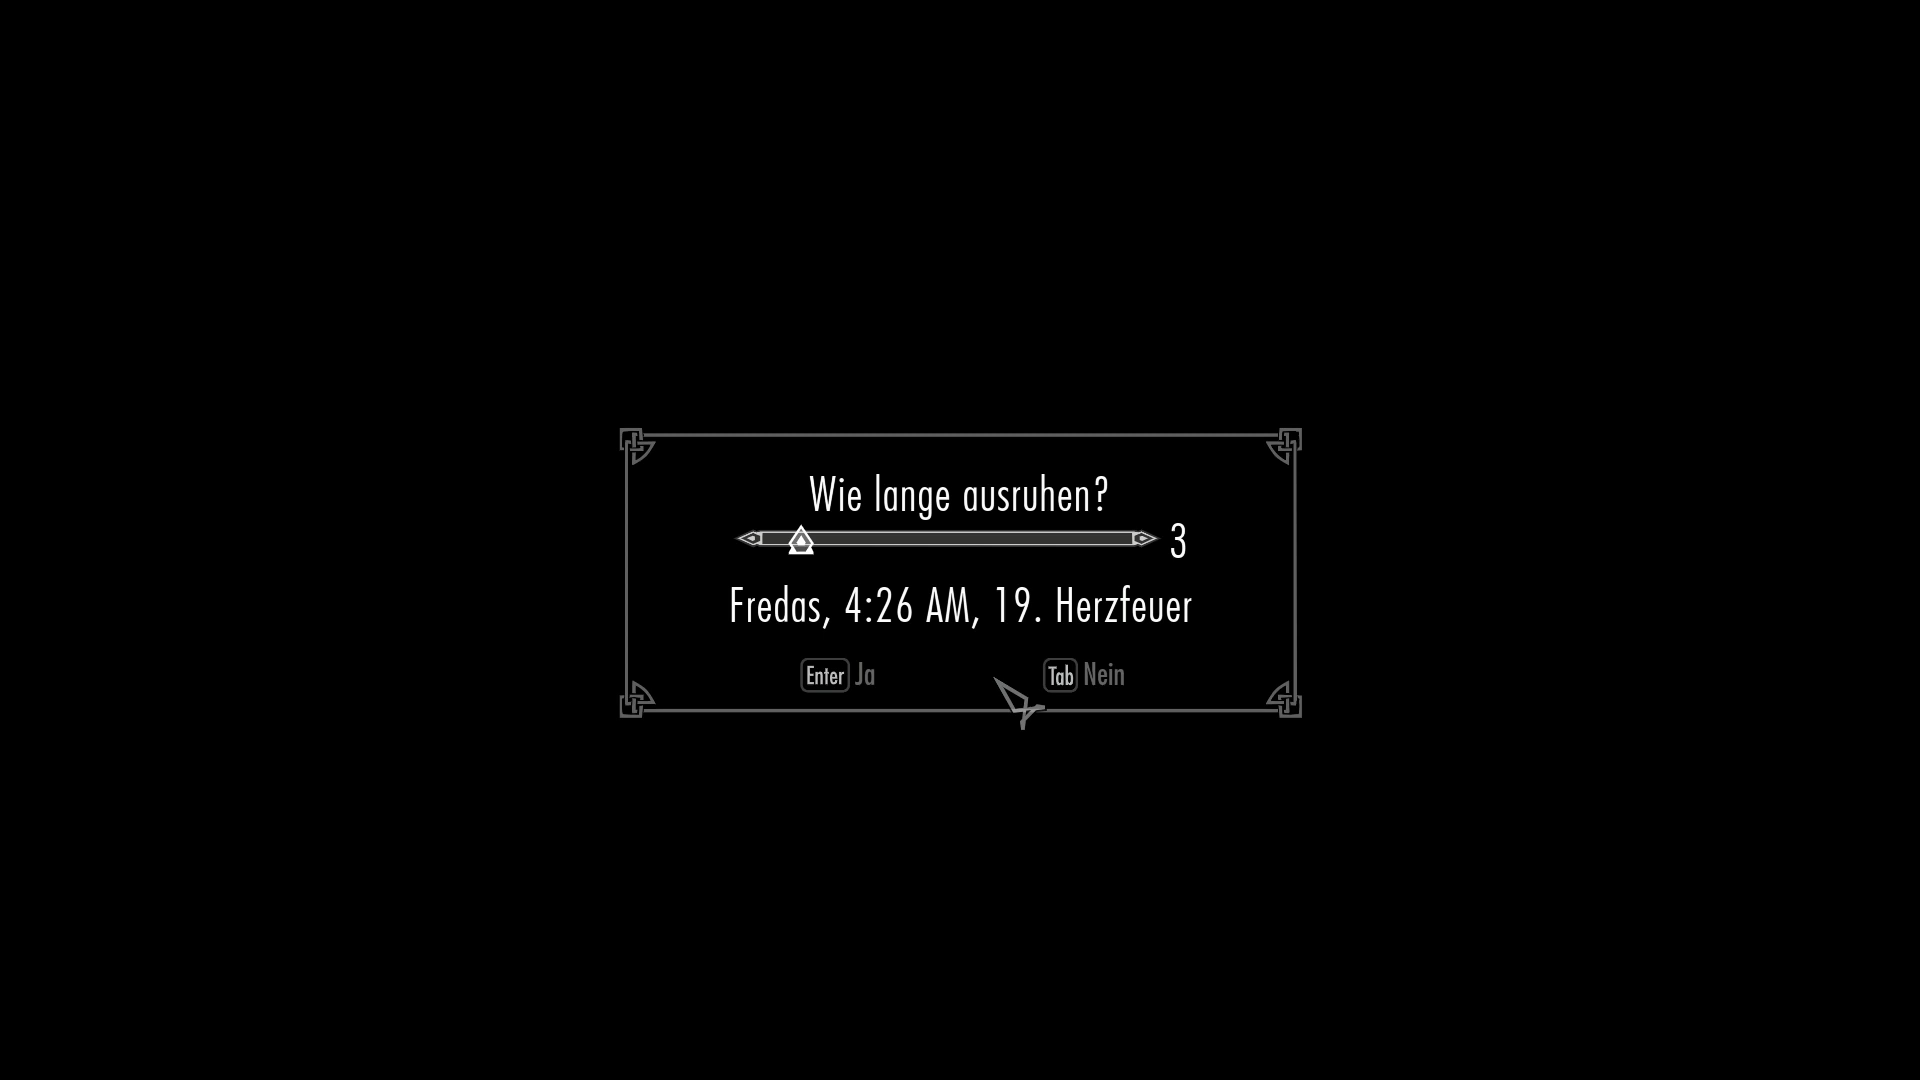 Wie lange ausruhen?
3
Fredas, 4:26 AM, 19. Herzfeuer
Enter Ja Tab Nein